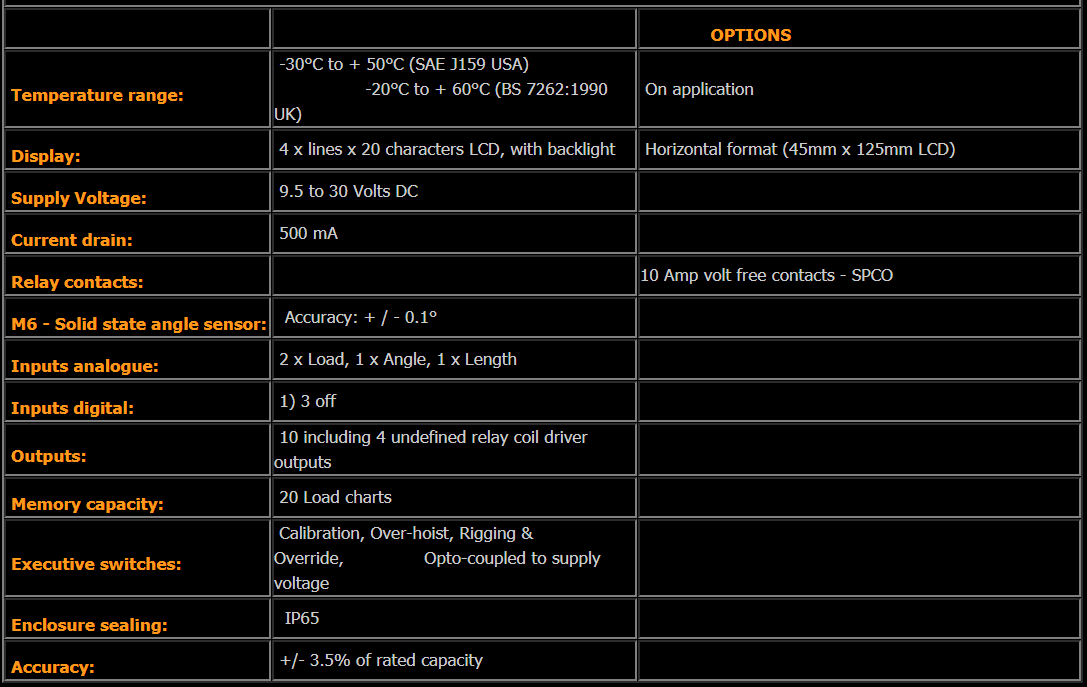 OPTIONS
Temperature range:
-30°C to + 50°C (SAE J159 USA)
-20°C to + 60°C (BS 7262:1990
UK)
On application
Display:
4 x lines x 20 characters LCD, with backlight
Horizontal format (45mm x 125mm LCD)
Supply Voltage:
9.5 to 30 Volts DC
Current drain:
500 mA
Relay contacts:
10 Amp volt free contacts - SPCO
M6 - Solid state angle sensor:
Accuracy: + / - 0.1°
Inputs analogue:
2 x Load, 1 x Angle, 1 x Length
Inputs digital:
1) 3 off
Outputs:
10 including 4 undefined relay coil driver
outputs
Memory capacity:
20 Load charts
Executive switches:
Calibration, Over-hoist, Rigging &
Override, Opto-coupled to supply
voltage
Enclosure sealing:
IP65
Accuracy:
+/- 3.5% of rated capacity